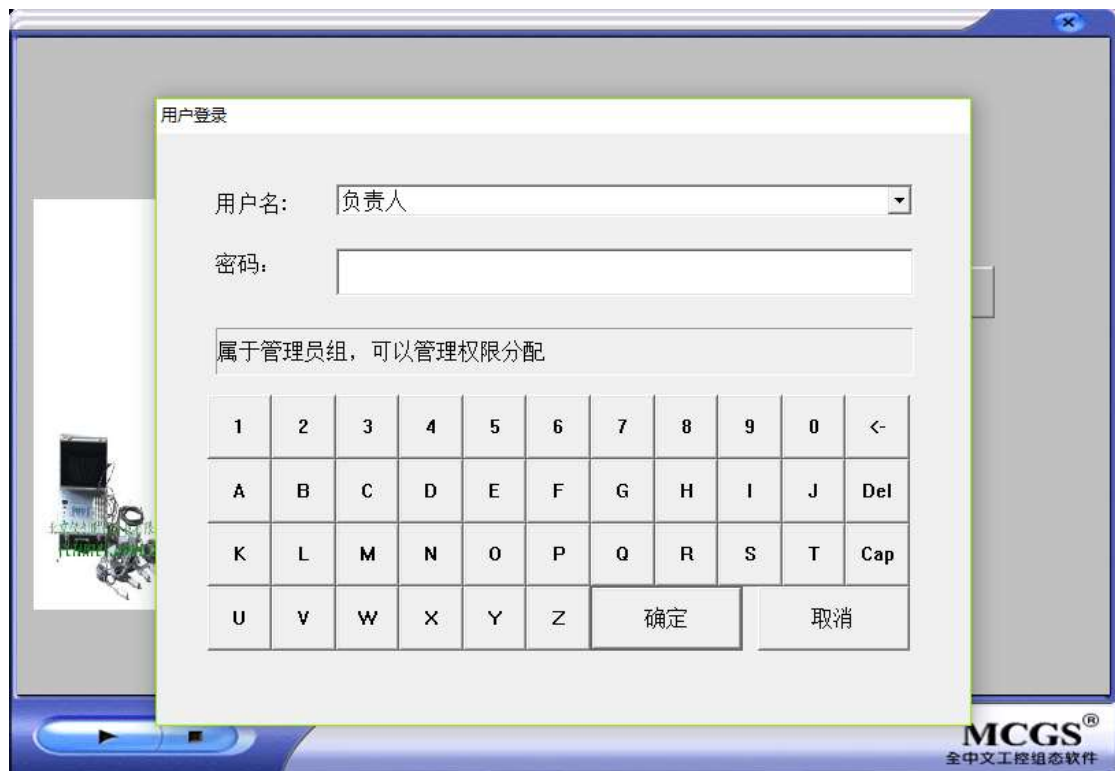 用户登录
用户名:
负责人
密码:
属于管理员组，可以管理权限分配
1 2 3 4 5 6 7 8 9 0 <-
A B C D E F G H I J Del
K L M N O P Q R S T Cap
U V W X Y Z 确定 取消
MCGS®
全中文工控组态软件